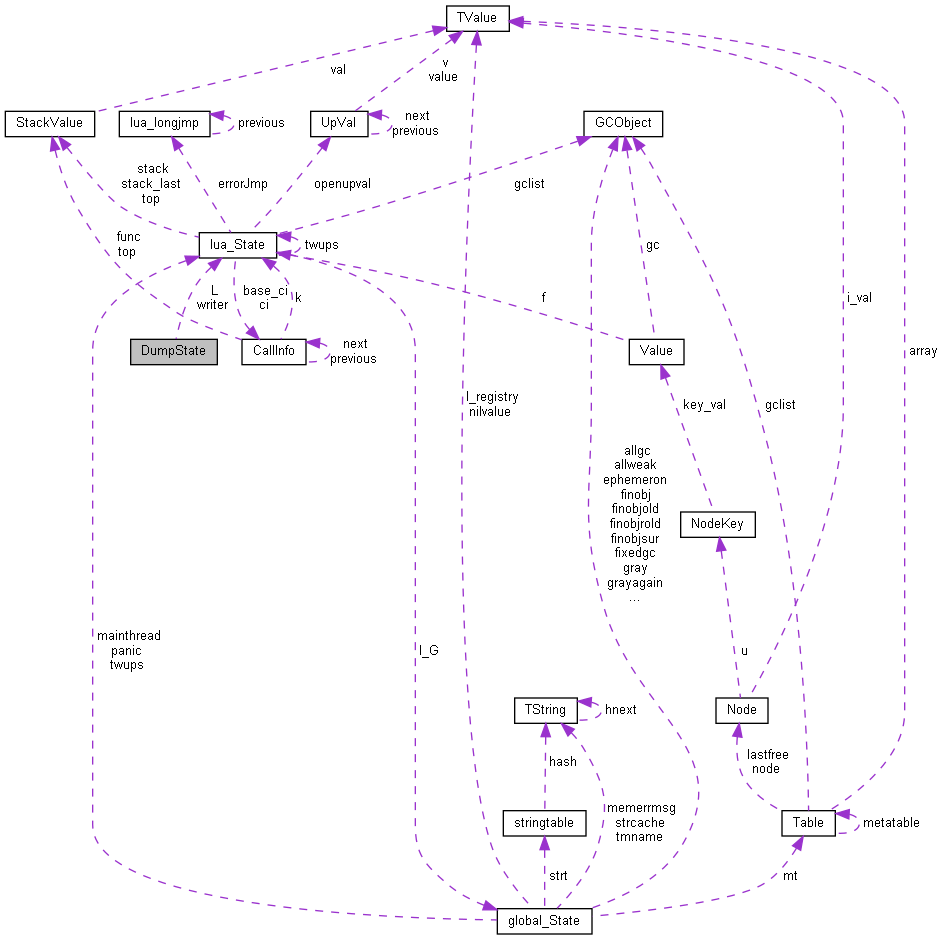 TValue
val
v
value
StackValue
lua_longjmp
previous
UpVal
next
previous
GCObject
stack
stack_last
top
errorJmp
openupval
gclist
func
top
lua_State
twups
gc
L
writer
base_ci
ci
k
f
i_val
DumpState
CallInfo
next
previous
Value
array
l_registry
nilvalue
key_val
gclist
allgc
allweak
ephemeron
finobj
finobjold
finobjrold
finobjsur
fixedgc
gray
grayagain
...
NodeKey
mainthread
panic
twups
l_G
u
TString
hnext
Node
hash
lastfree
node
memerrmsg
strcache
tmname
stringtable
Table
metatable
strt
mt
global_State